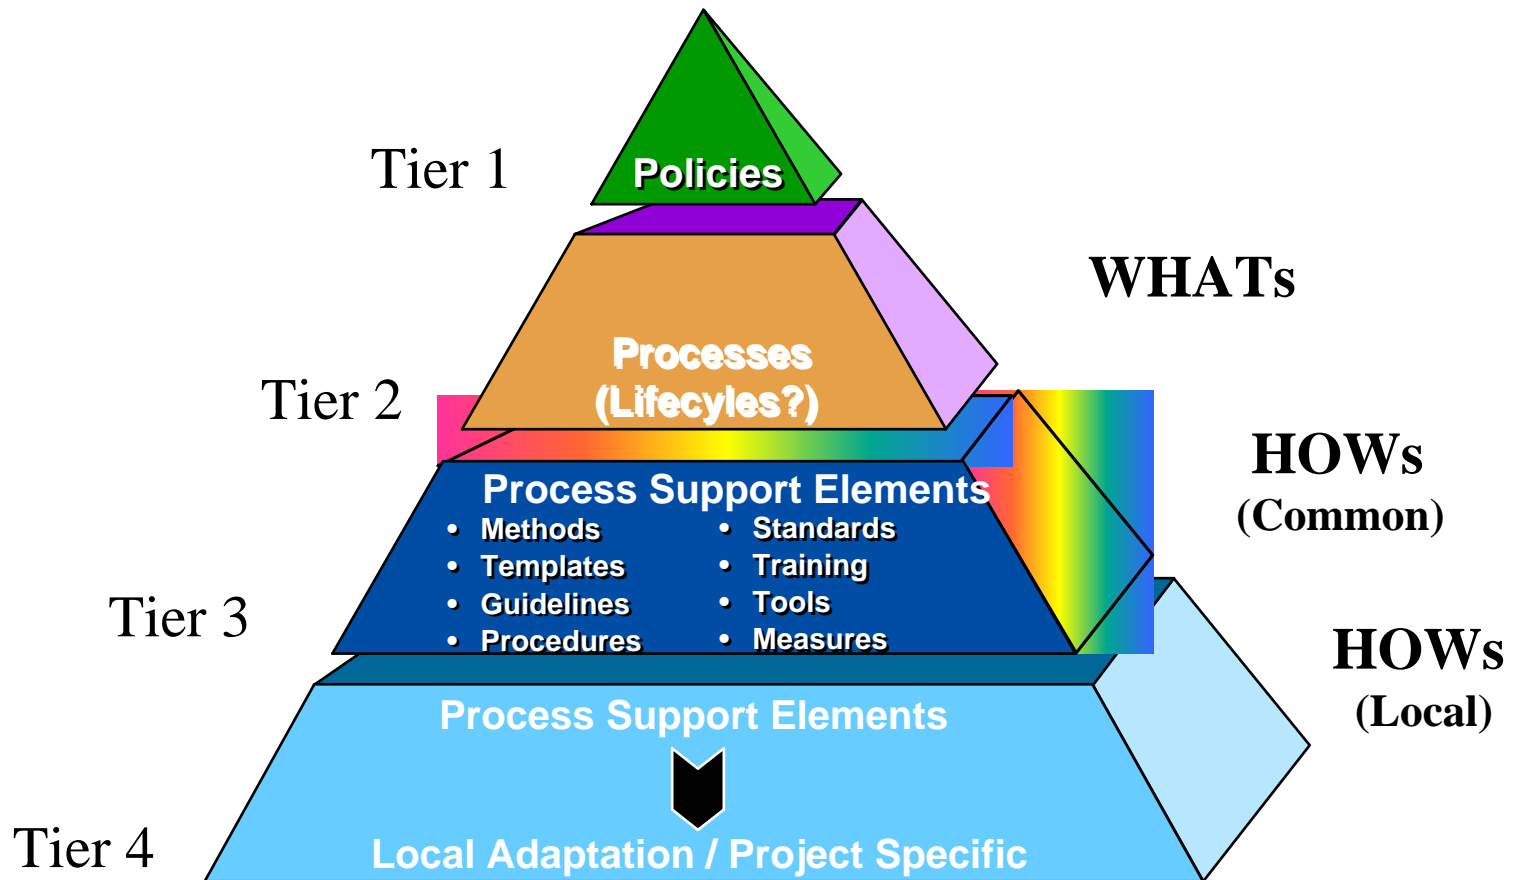 Tier 1
Policies
WHATs
Processes
(Lifecyles?)
Tier 2
HOWs
(Common)
Process Support Elements
• Methods
• Templates
• Guidelines
• Procedures
• Standards
• Training
• Tools
• Measures
Tier 3
HOWs
(Local)
Process Support Elements
Local Adaptation / Project Specific
Tier 4